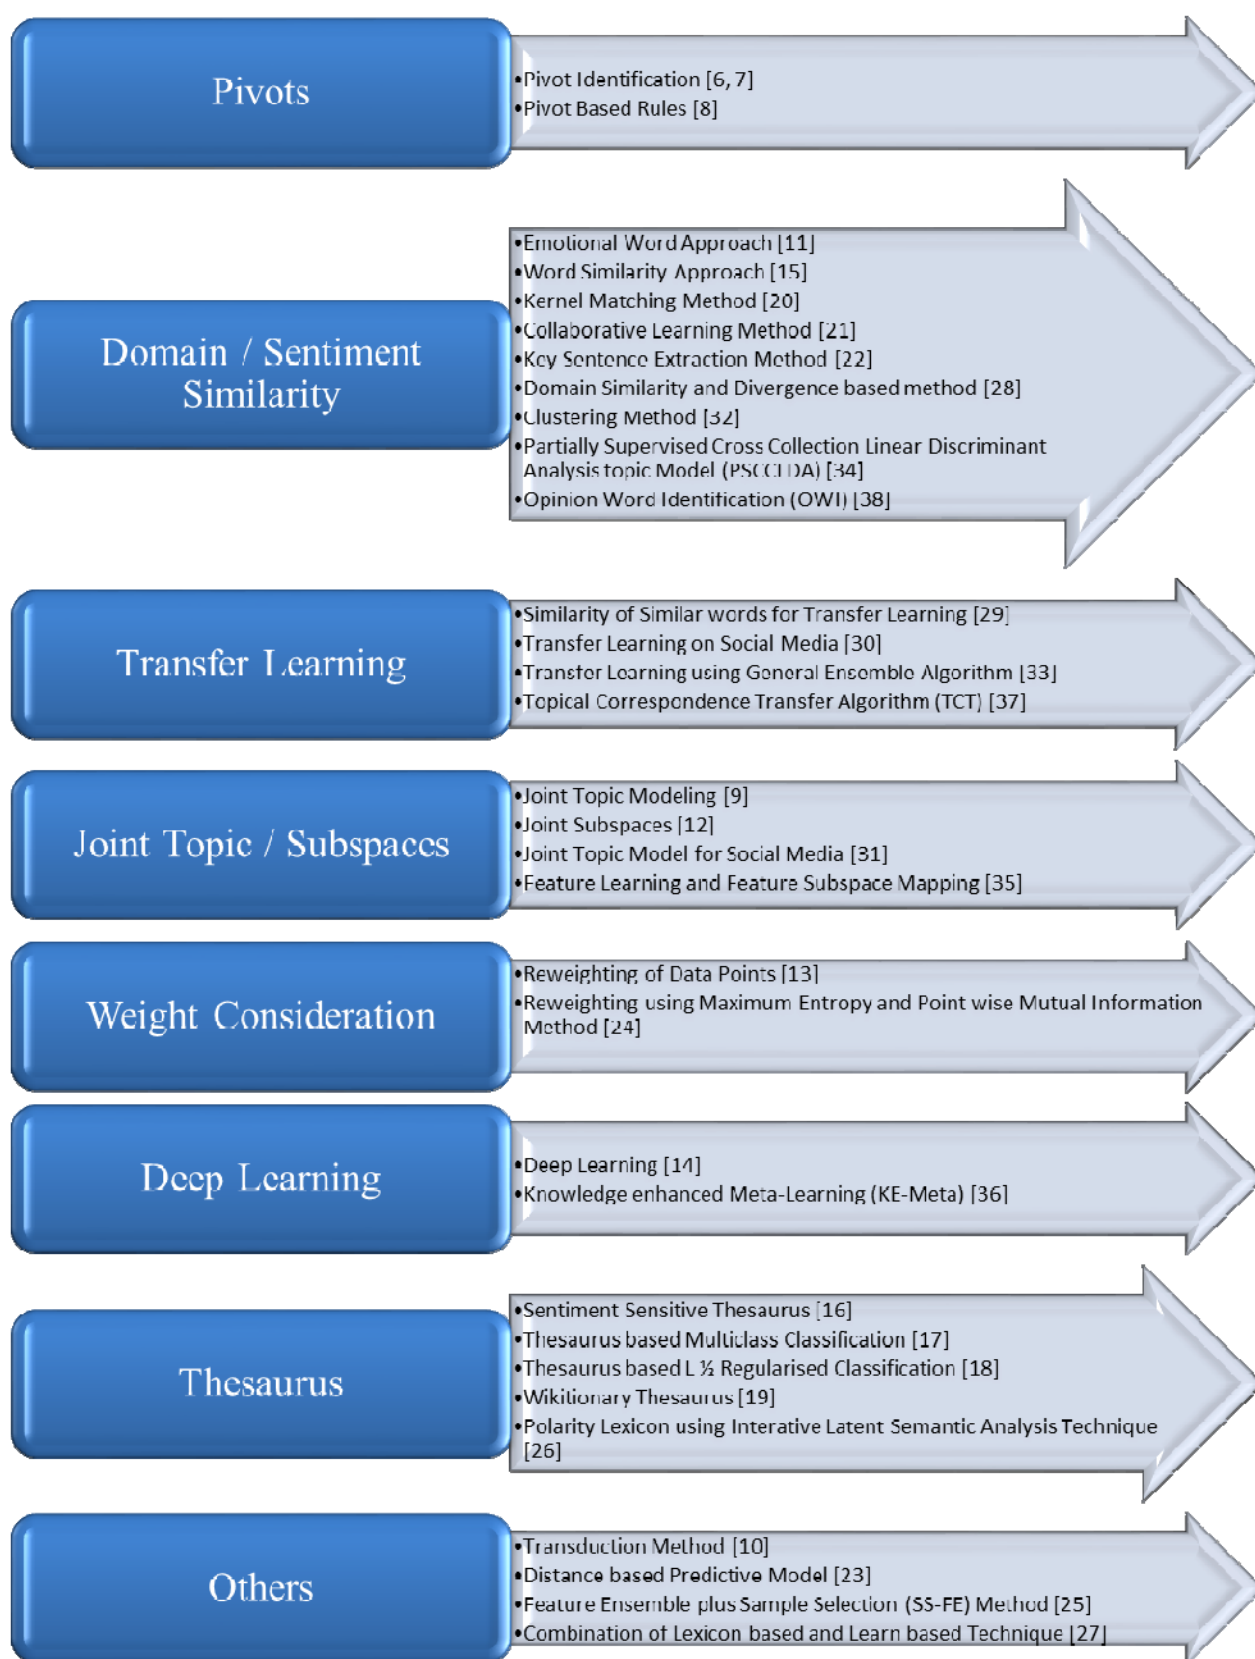 Pivots
•Pivot Identification [6, 7]
•Pivot Based Rules [8]
Domain / Sentiment
Similarity
•Emotional Word Approach [11]
•Word Similarity Approach [15]
•Kernel Matching Method [20]
•Collaborative Learning Method [21]
•Key Sentence Extraction Method [22]
•Domain Similarity and Divergence based method [28]
•Clustering Method [32]
•Partially Supervised Cross Collection Linear Discriminant
Analysis topic Model (PSCCLDA) [34]
•Opinion Word Identification (OWI) [38]
Transfer Learning
•Similarity of Similar words for Transfer Learning [29]
•Transfer Learning on Social Media [30]
•Transfer Learning using General Ensemble Algorithm [33]
•Topical Correspondence Transfer Algorithm (TCT) [37]
Joint Topic / Subspaces
•Joint Topic Modeling [9]
•Joint Subspaces [12]
•Joint Topic Model for Social Media [31]
•Feature Learning and Feature Subspace Mapping [35]
Weight Consideration
•Reweighting of Data Points [13]
•Reweighting using Maximum Entropy and Point wise Mutual Information
Method [24]
Deep Learning
•Deep Learning [14]
•Knowledge enhanced Meta-Learning (KE-Meta) [36]
Thesaurus
•Sentiment Sensitive Thesaurus [16]
•Thesaurus based Multiclass Classification [17]
•Thesaurus based L ½ Regularised Classification [18]
•Wikitionary Thesaurus [19]
•Polarity Lexicon using Interative Latent Semantic Analysis Technique
[26]
Others
•Transduction Method [10]
•Distance based Predictive Model [23]
•Feature Ensemble plus Sample Selection (SS-FE) Method [25]
•Combination of Lexicon based and Learn based Technique [27]